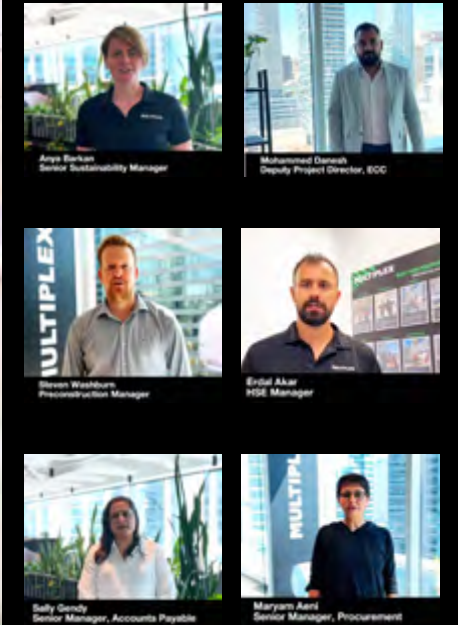 Anya Barkan
Senior Sustainability Manager
Mohammed Danesh
Deputy Project Director, ECC
MULTIPLEX
Steven Washburn
Preconstruction Manager
MULTIPLEX
Erdal Akar
HSE Manager
Sally Gendy
Senior Manager, Accounts Payable
MULTIPL
Maryam Aeni
Senior Manager, Procurement